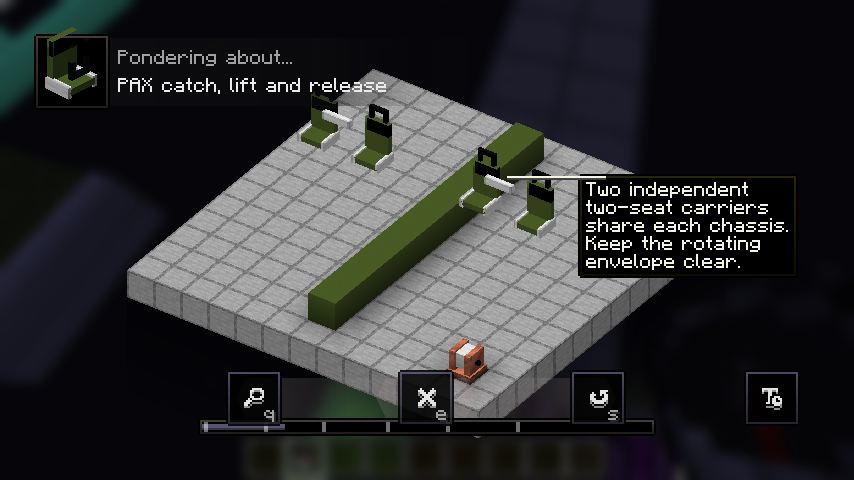 Pondering about...
PAX catch, lift and release
Two independent
two-seat carriers
share each chassis.
Keep the rotating
envelope clear.
q
e
s
T